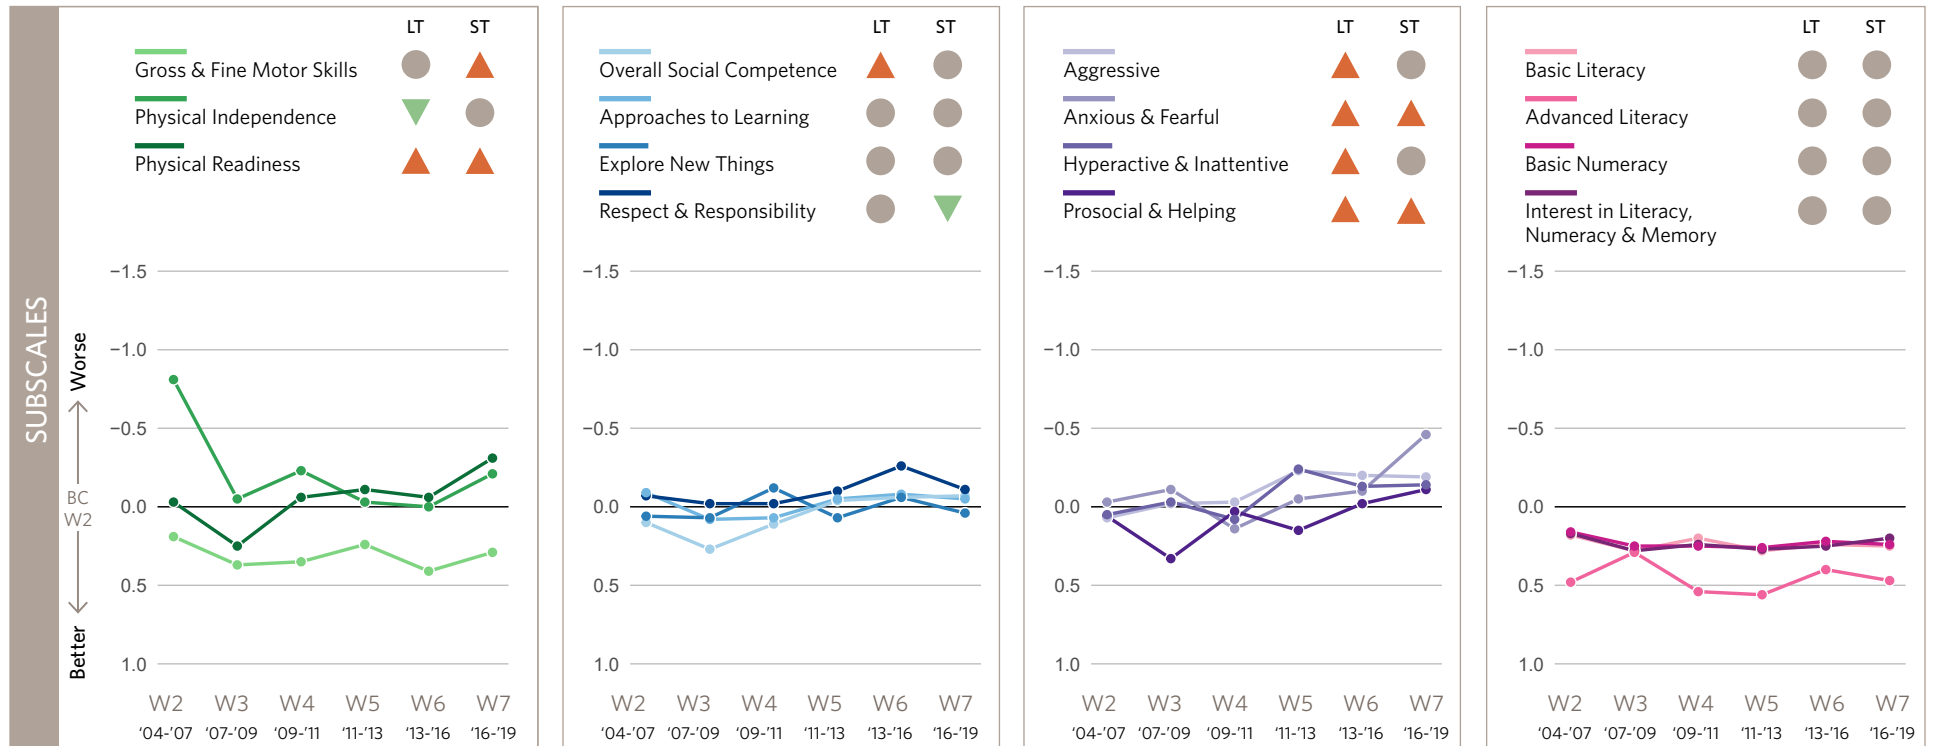 SUBSCALES
Worse
BC
W2
Better
LT ST
Gross & Fine Motor Skills
Physical Independence
Physical Readiness
−1.5
−1.0
−0.5
0.0
0.5
1.0
W2 W3 W4 W5 W6 W7
‘04-’07 ‘07-’09 ‘09-’11 ‘11-’13 ‘13-’16 ‘16-’19
LT ST
Overall Social Competence
Approaches to Learning
Explore New Things
Respect & Responsibility
−1.5
−1.0
−0.5
0.0
0.5
1.0
W2 W3 W4 W5 W6 W7
‘04-’07 ‘07-’09 ‘09-’11 ‘11-’13 ‘13-’16 ‘16-’19
LT ST
Aggressive
Anxious & Fearful
Hyperactive & Inattentive
Prosocial & Helping
−1.5
−1.0
−0.5
0.0
0.5
1.0
W2 W3 W4 W5 W6 W7
‘04-’07 ‘07-’09 ‘09-’11 ‘11-’13 ‘13-’16 ‘16-’19
LT ST
Basic Literacy
Advanced Literacy
Basic Numeracy
Interest in Literacy,
Numeracy & Memory
−1.5
−1.0
−0.5
0.0
0.5
1.0
W2 W3 W4 W5 W6 W7
‘04-’07 ‘07-’09 ‘09-’11 ‘11-’13 ‘13-’16 ‘16-’19